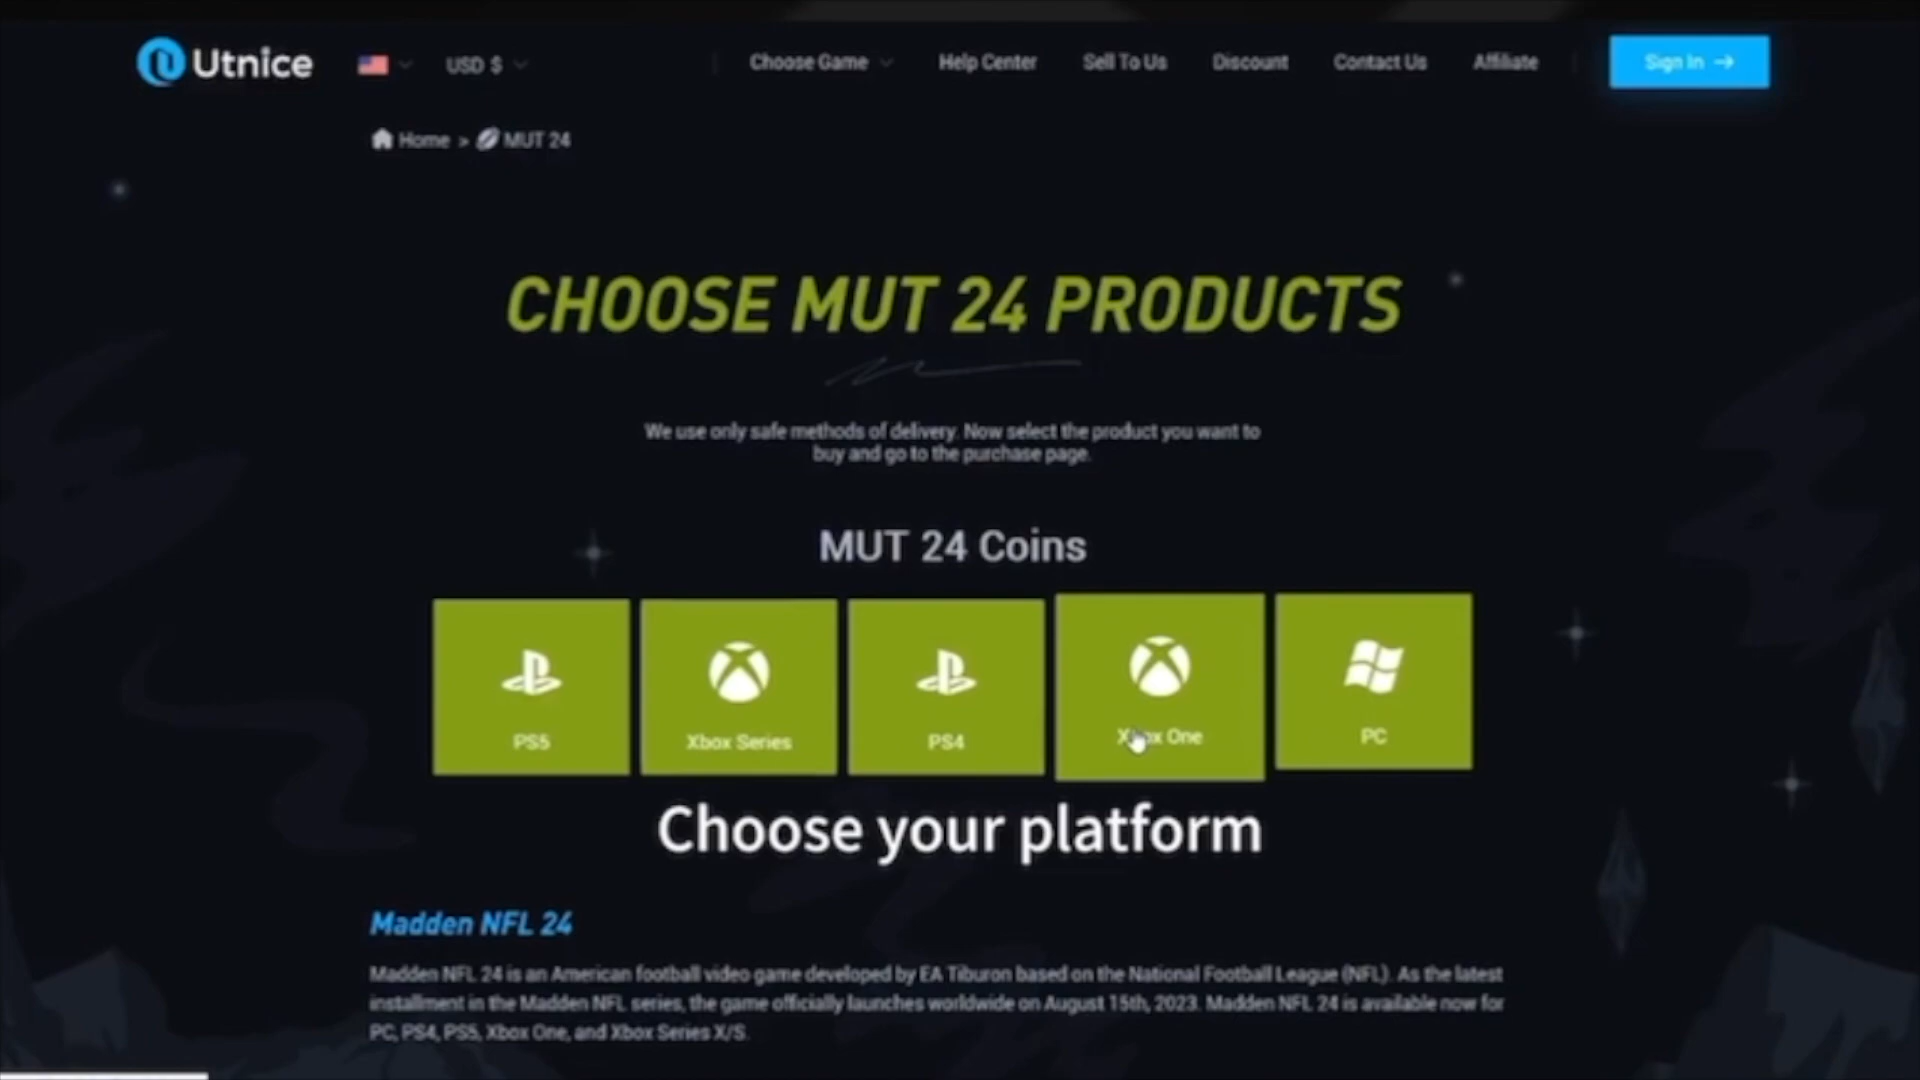 Utnice
USD $
Choose Game
Help Center
Sell To Us
Discount
Contact Us
Affiliate
Sign In →
Home > MUT 24
CHOOSE MUT 24 PRODUCTS
We use only safe methods of delivery. Now select the product you want to
buy and go to the purchase page.
MUT 24 Coins
PS5
Xbox Series
PS4
Xbox One
PC
Choose your platform
Madden NFL 24
Madden NFL 24 is an American football video game developed by EA Tiburon based on the National Football League (NFL). As the latest
installment in the Madden NFL series, the game officially launches worldwide on August 15th, 2023. Madden NFL 24 is available now for
PC, PS4, PS5, Xbox One, and Xbox Series X/S.